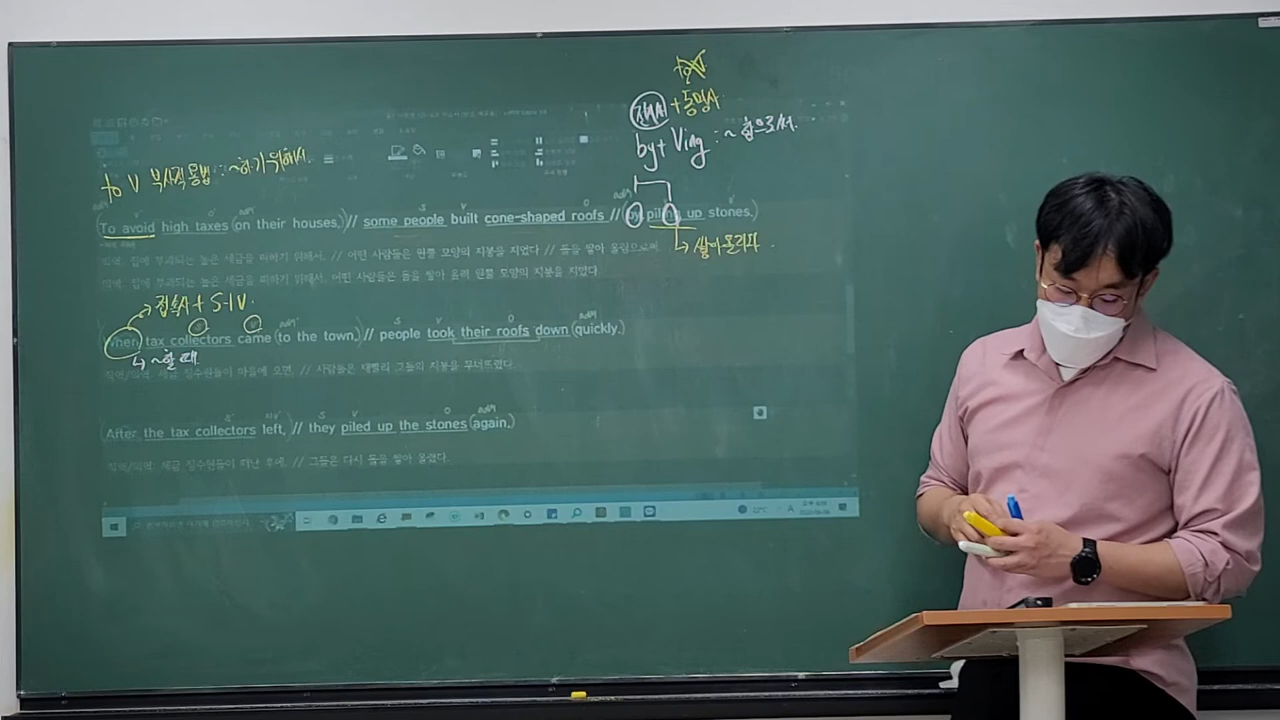 전치사 + 동명사
by + Ving : ~함으로써.
to V 부사적용법 : ~하기위해서.
(To avoid high taxes (on their houses,)// some people built cone-shaped roofs // (by piling up stones.)
→ 쌓아올리다.
직역: 집에 부과되는 높은 세금을 피하기 위해서, // 어떤 사람들은 원뿔 모양의 지붕을 지었다 // 돌을 쌓아 올림으로써.
의역: 집에 부과되는 높은 세금을 피하기 위해서, 어떤 사람들은 돌을 쌓아 올려 원뿔 모양의 지붕을 지었다
→ 접속사 + S + V.
When tax collectors came (to the town,)// people took their roofs down (quickly.)
→ ~할 때
직역/의역: 세금 징수원들이 마을에 오면, // 사람들은 재빨리 그들의 지붕을 무너뜨렸다.
(After the tax collectors left,) // they piled up the stones (again.)
직역/의역: 세금 징수원들이 떠난 후에, // 그들은 다시 돌을 쌓아 올렸다.